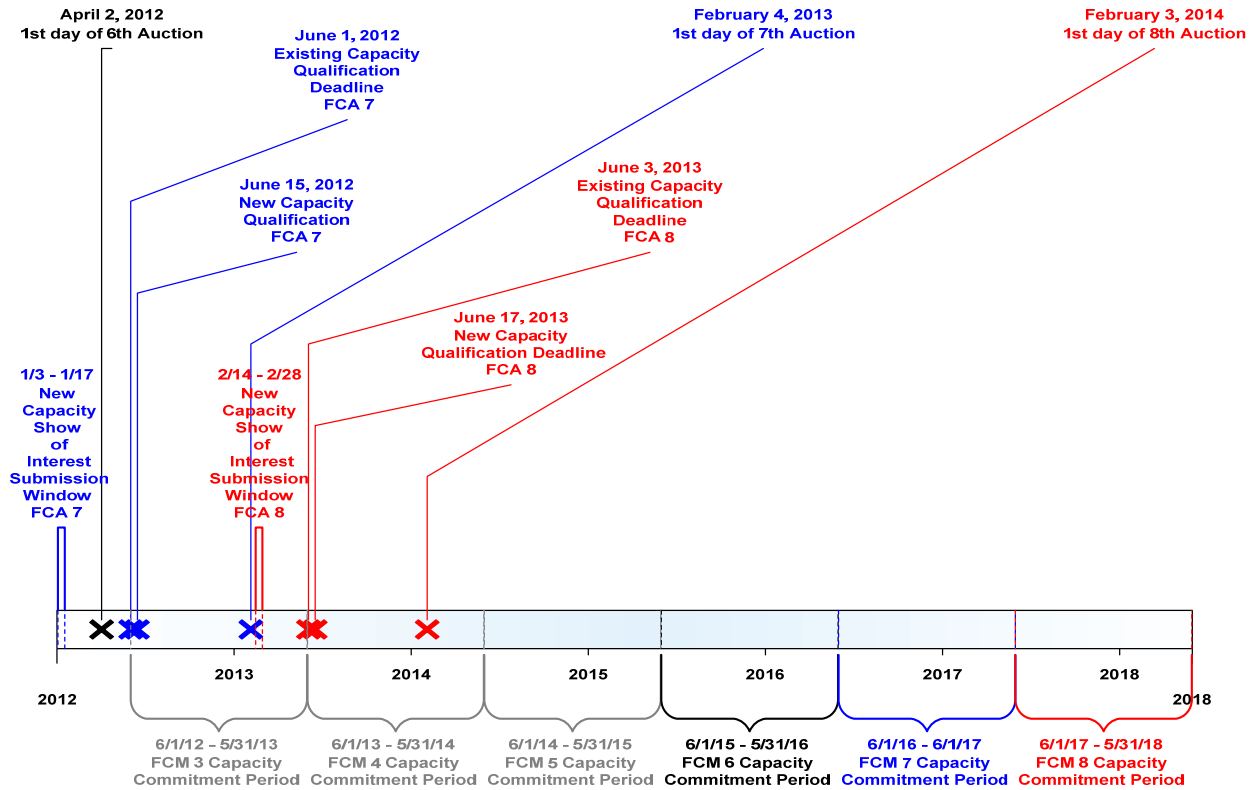 April 2, 2012
1st day of 6th Auction
June 1, 2012
Existing Capacity
Qualification
Deadline
FCA 7
February 4, 2013
1st day of 7th Auction
February 3, 2014
1st day of 8th Auction
June 15, 2012
New Capacity
Qualification
FCA 7
June 3, 2013
Existing Capacity
Qualification
Deadline
FCA 8
June 17, 2013
New Capacity
Qualification Deadline
FCA 8
1/3 - 1/17
New
Capacity
Show
of
Interest
Submission
Window
FCA 7
2/14 - 2/28
New
Capacity
Show
of
Interest
Submission
Window
FCA 8
2012
2013
2014
2015
2016
2017
2018
2018
6/1/12 - 5/31/13
FCM 3 Capacity
Commitment Period
6/1/13 - 5/31/14
FCM 4 Capacity
Commitment Period
6/1/14 - 5/31/15
FCM 5 Capacity
Commitment Period
6/1/15 - 5/31/16
FCM 6 Capacity
Commitment Period
6/1/16 - 6/1/17
FCM 7 Capacity
Commitment Period
6/1/17 - 5/31/18
FCM 8 Capacity
Commitment Period